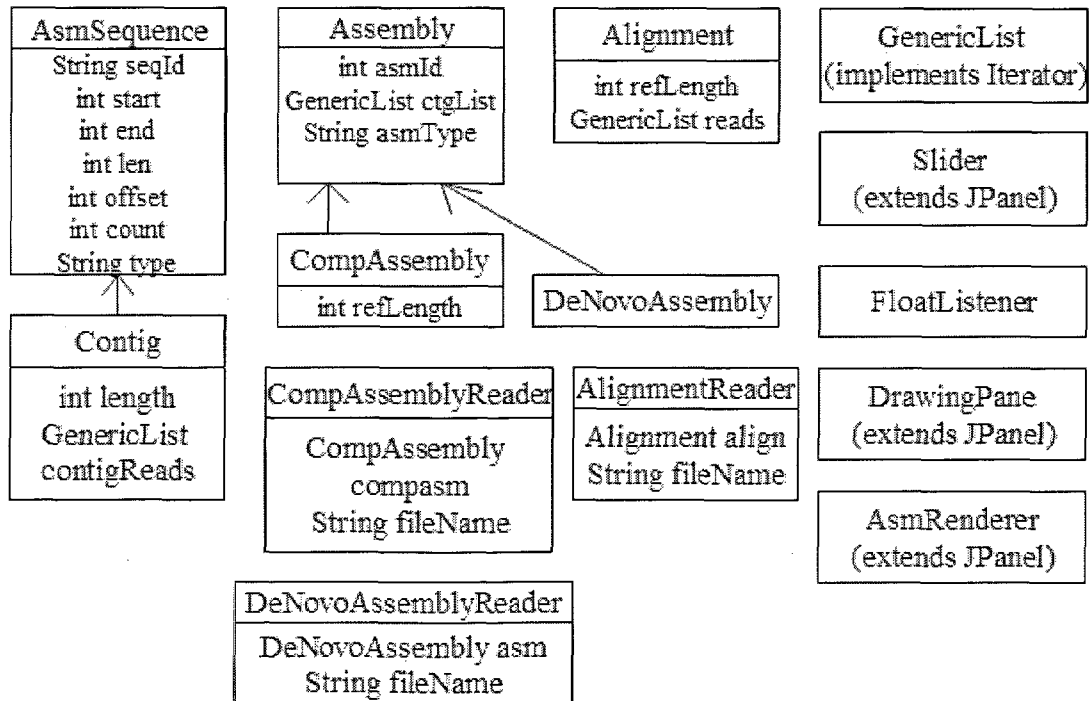 AsmSequence
String seqId
int start
int end
int len
int offset
int count
String type
Contig
int length
GenericList
contigReads
Assembly
int asmId
GenericList ctgList
String asmType
CompAssembly
int refLength
DeNovoAssembly
Alignment
int refLength
GenericList reads
CompAssemblyReader
CompAssembly
compasm
String fileName
AlignmentReader
Alignment align
String fileName
DeNovoAssemblyReader
DeNovoAssembly asm
String fileName
GenericList
(implements Iterator)
Slider
(extends JPanel)
FloatListener
DrawingPane
(extends JPanel)
AsmRenderer
(extends JPanel)